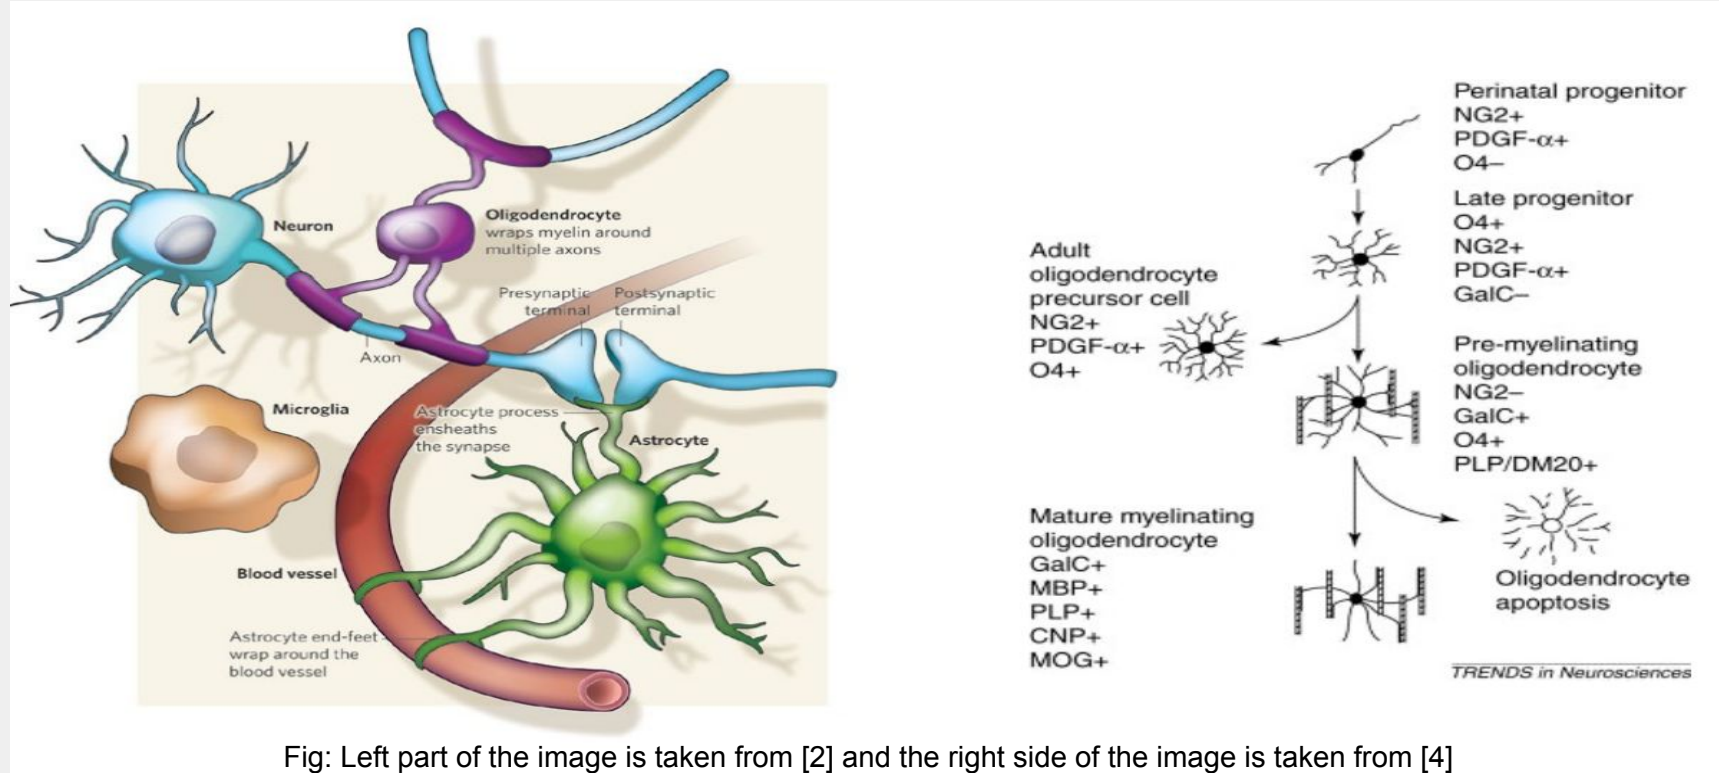 Neuron
Oligodendrocyte
wraps myelin around
multiple axons
Presynaptic
terminal
Postsynaptic
terminal
Axon
Microglia
Astrocyte process
ensheaths
the synapse
Astrocyte
Blood vessel
Astrocyte end-feet
wrap around the
blood vessel
Perinatal progenitor
NG2+
PDGF-α+
O4–
Late progenitor
O4+
NG2+
PDGF-α+
GalC–
Adult
oligodendrocyte
precursor cell
NG2+
PDGF-α+
O4+
Pre-myelinating
oligodendrocyte
NG2–
GalC+
O4+
PLP/DM20+
Mature myelinating
oligodendrocyte
GalC+
MBP+
PLP+
CNP+
MOG+
Oligodendrocyte
apoptosis
TRENDS in Neurosciences
Fig: Left part of the image is taken from [2] and the right side of the image is taken from [4]